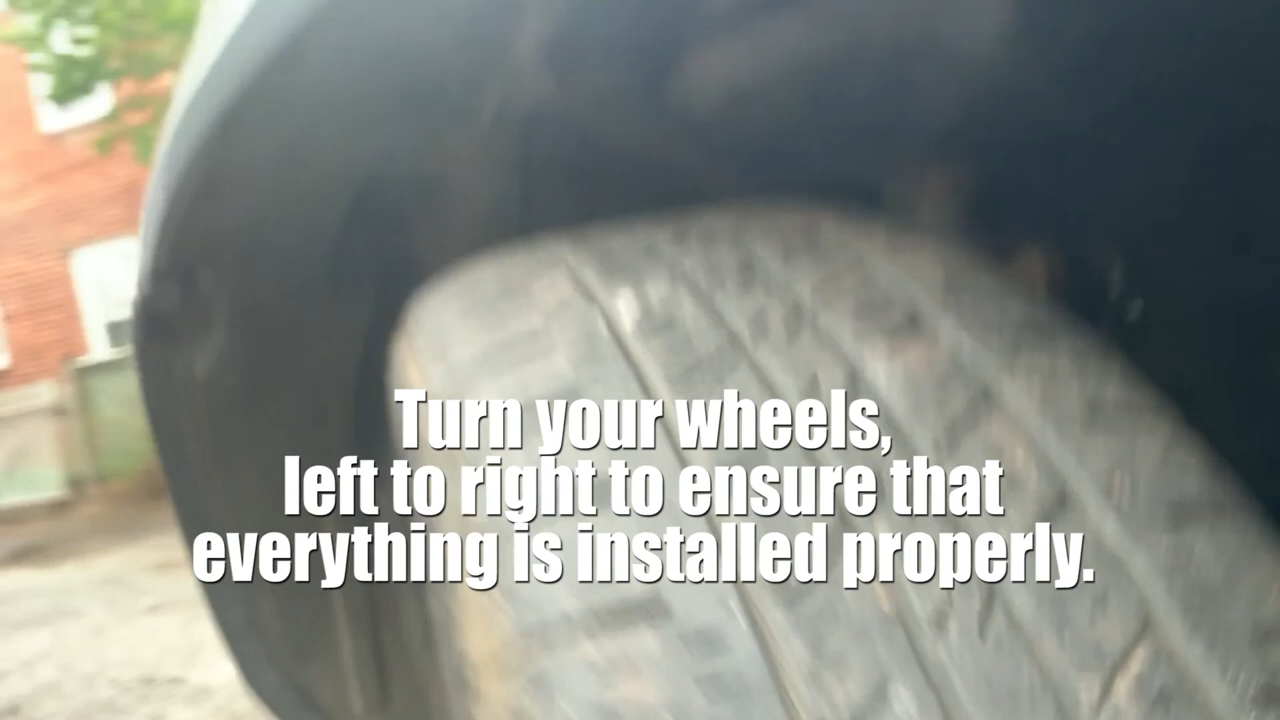 Turn your wheels,
left to right to ensure that
everything is installed properly.